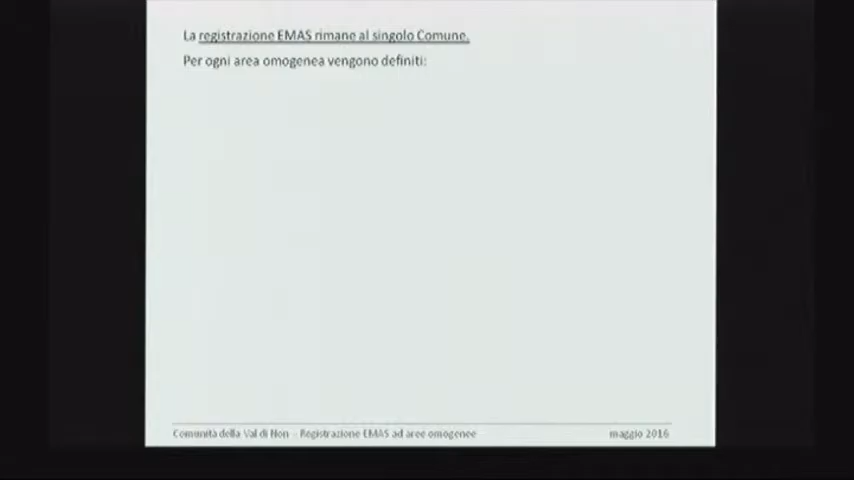 La registrazione EMAS rimane al singolo Comune.
Per ogni area omogenea vengono definiti:
Comunità della Val di Non – Registrazione EMAS ad aree omogenee
maggio 2016